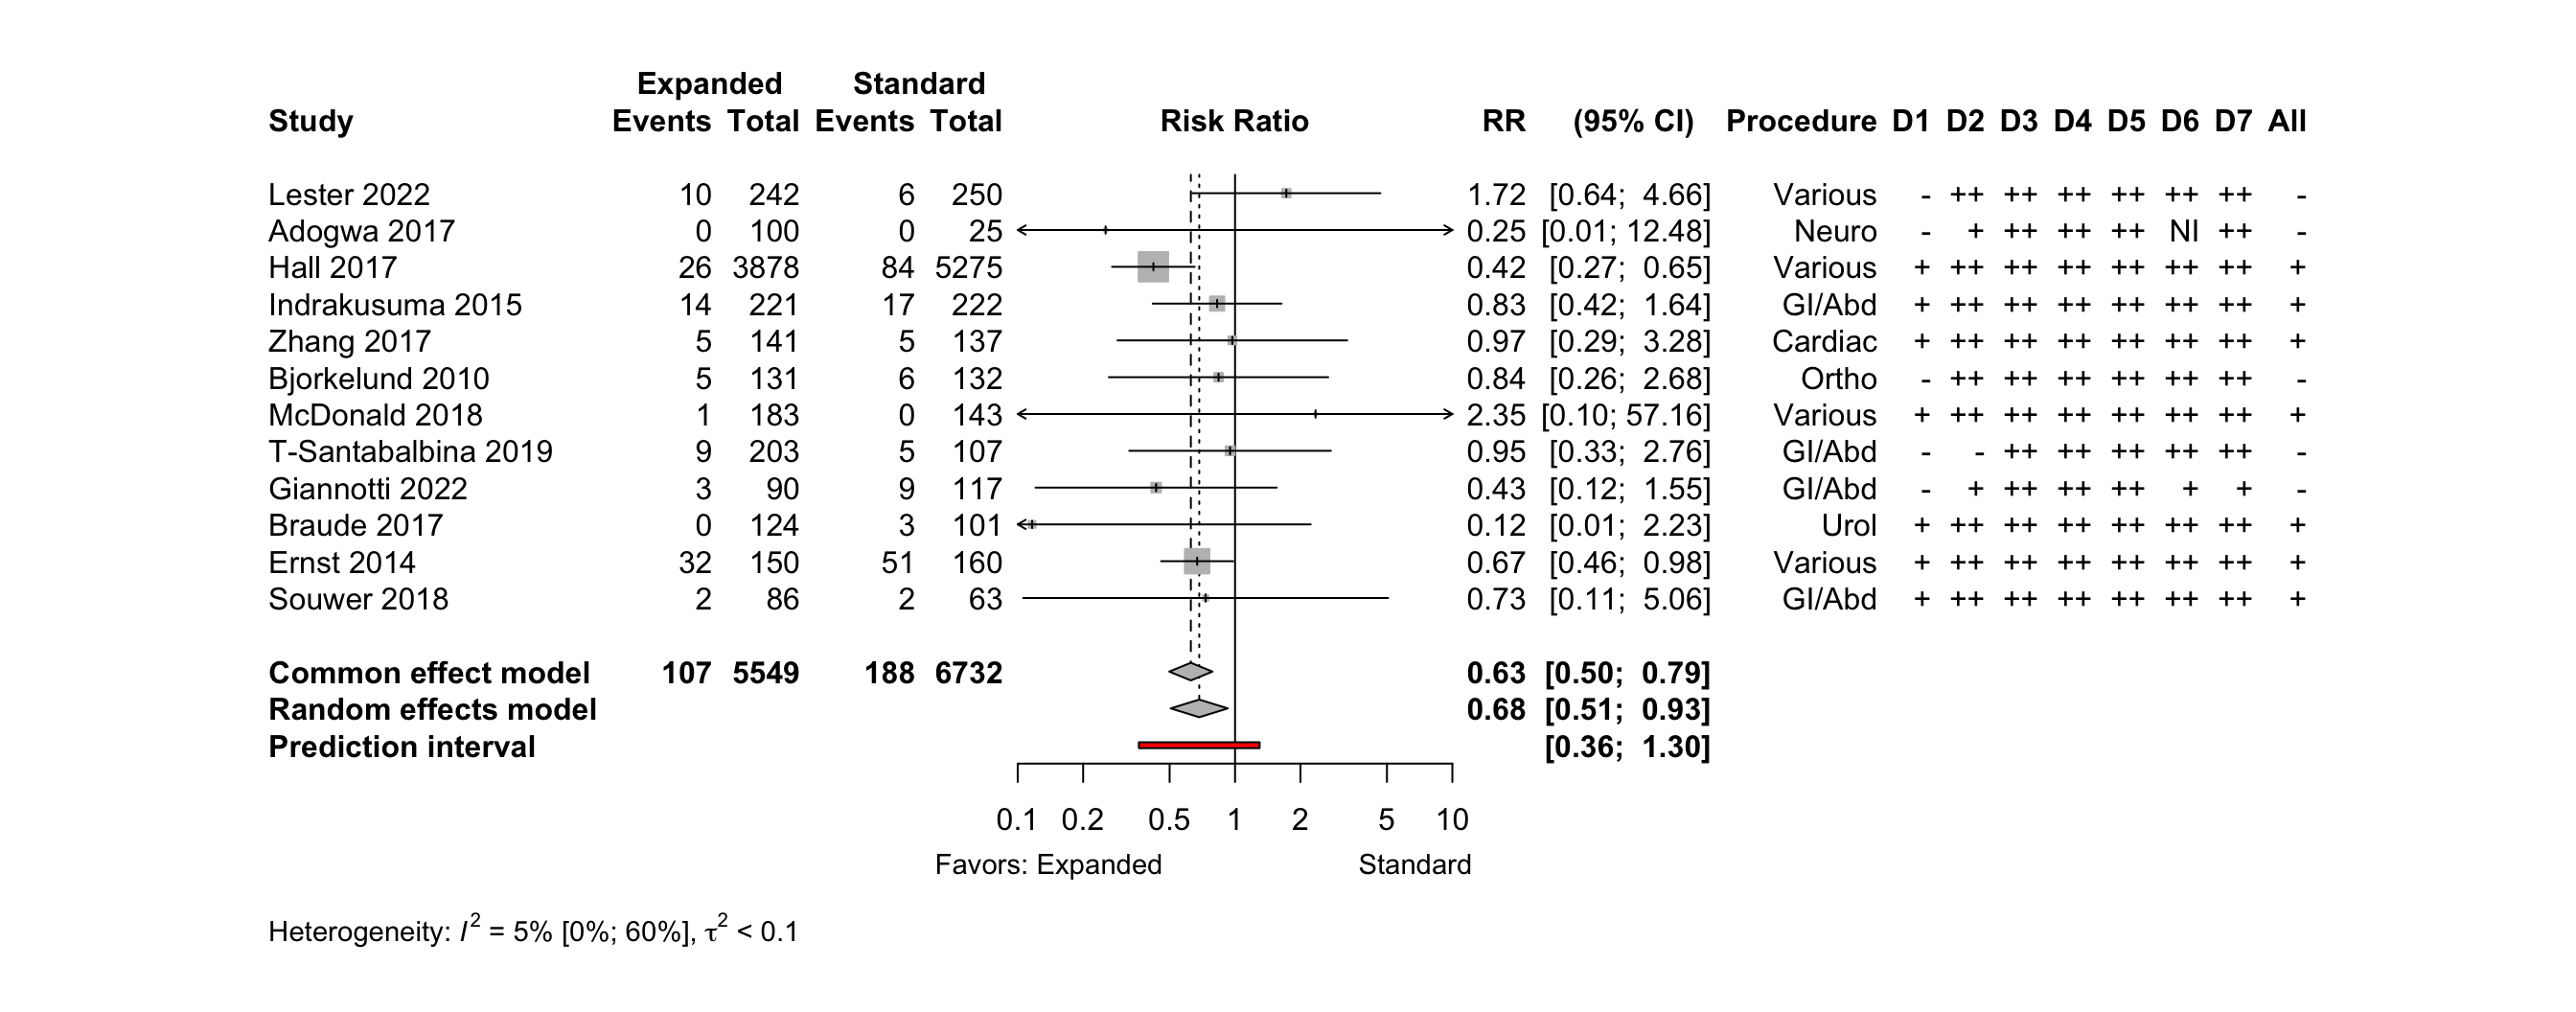 Expanded Standard
Study Events Total Events Total Risk Ratio RR (95% CI) Procedure D1 D2 D3 D4 D5 D6 D7 All
Lester 2022 10 242 6 250 1.72 [0.64; 4.66] Various - ++ ++ ++ ++ ++ ++ -
Adogwa 2017 0 100 0 25 0.25 [0.01; 12.48] Neuro - + ++ ++ ++ NI ++ -
Hall 2017 26 3878 84 5275 0.42 [0.27; 0.65] Various + ++ ++ ++ ++ ++ ++ +
Indrakusuma 2015 14 221 17 222 0.83 [0.42; 1.64] GI/Abd + ++ ++ ++ ++ ++ ++ +
Zhang 2017 5 141 5 137 0.97 [0.29; 3.28] Cardiac + ++ ++ ++ ++ ++ ++ +
Bjorkelund 2010 5 131 6 132 0.84 [0.26; 2.68] Ortho - ++ ++ ++ ++ ++ ++ -
McDonald 2018 1 183 0 143 2.35 [0.10; 57.16] Various + ++ ++ ++ ++ ++ ++ +
T-Santabalbina 2019 9 203 5 107 0.95 [0.33; 2.76] GI/Abd - - ++ ++ ++ ++ ++ -
Giannotti 2022 3 90 9 117 0.43 [0.12; 1.55] GI/Abd - + ++ ++ ++ + + -
Braude 2017 0 124 3 101 0.12 [0.01; 2.23] Urol + ++ ++ ++ ++ ++ ++ +
Ernst 2014 32 150 51 160 0.67 [0.46; 0.98] Various + ++ ++ ++ ++ ++ ++ +
Souwer 2018 2 86 2 63 0.73 [0.11; 5.06] GI/Abd + ++ ++ ++ ++ ++ ++ +
Common effect model 107 5549 188 6732 0.63 [0.50; 0.79]
Random effects model 0.68 [0.51; 0.93]
Prediction interval [0.36; 1.30]
0.1 0.2 0.5 1 2 5 10
Favors: Expanded Standard
Heterogeneity: I² = 5% [0%; 60%], τ² < 0.1